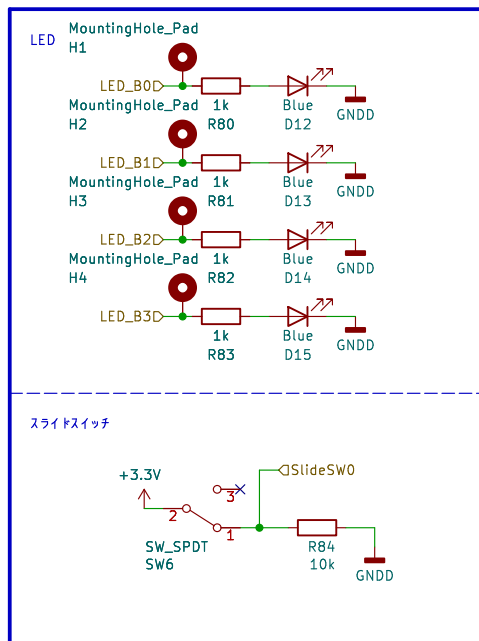 MountingHole_Pad
LED
H1
LED_B0
MountingHole_Pad
1k
Blue
GNDD
H2
R80
D12
LED_B1
MountingHole_Pad
1k
Blue
GNDD
H3
R81
D13
LED_B2
MountingHole_Pad
1k
Blue
GNDD
H4
R82
D14
LED_B3
1k
Blue
GNDD
R83
D15
スライドスイッチ
+3.3V
SlideSW0
3
2
1
SW_SPDT
R84
SW6
10k
GNDD